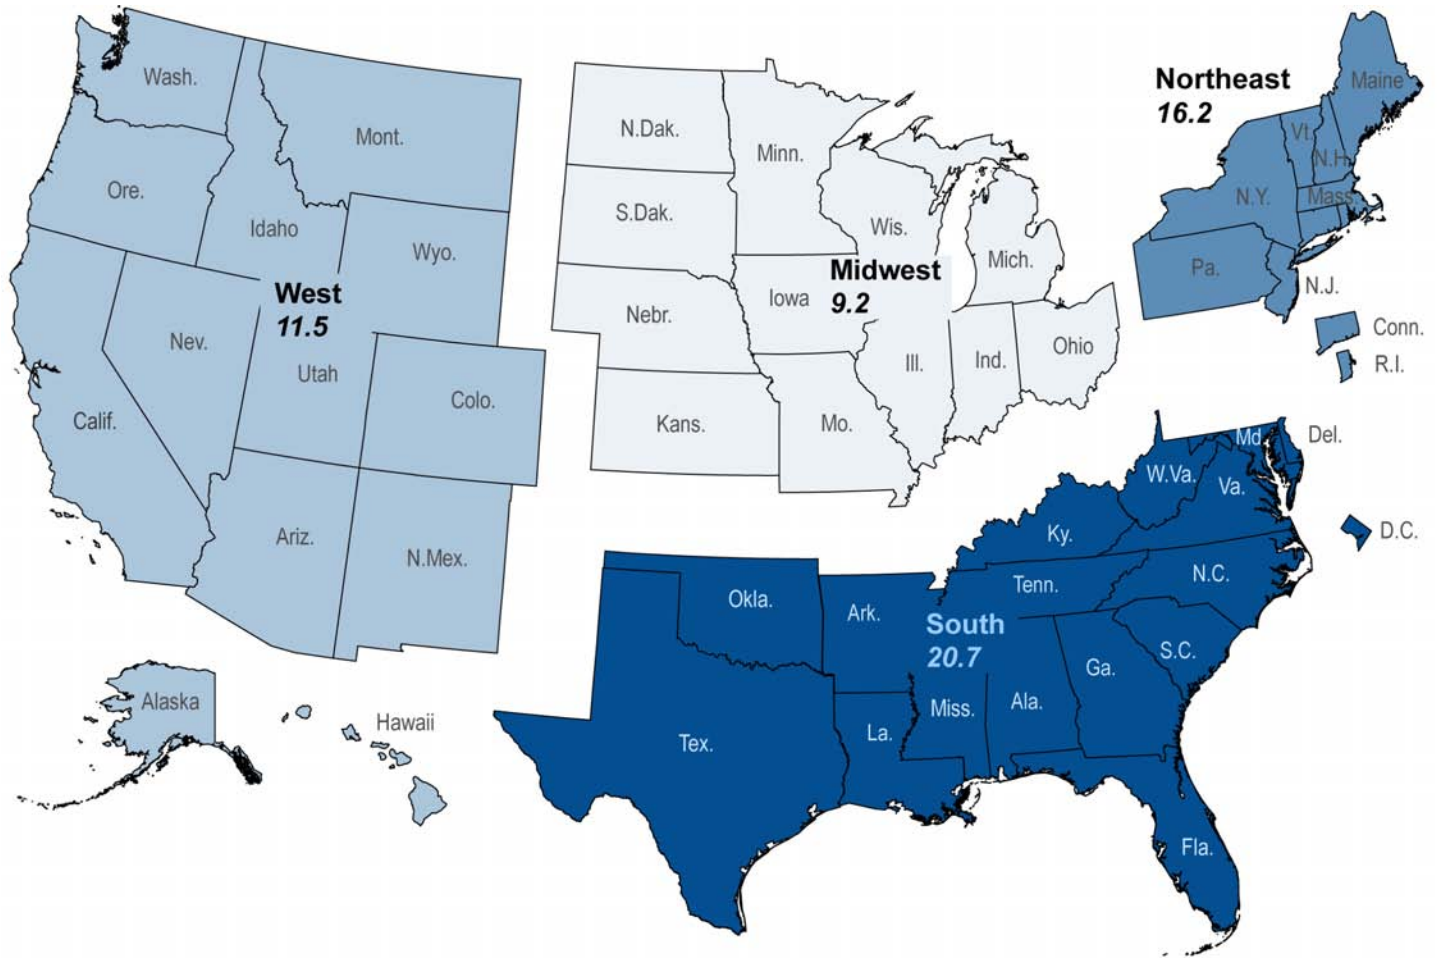 Wash.
Mont.
Ore.
Idaho
Wyo.
West
11.5
Nev.
Utah
Colo.
Calif.
Ariz.
N.Mex.
Alaska
Hawaii
N.Dak.
Minn.
S.Dak.
Wis.
Mich.
Midwest
9.2
Iowa
Nebr.
Ill.
Ind.
Ohio
Kans.
Mo.
Northeast
16.2
Maine
Vt.
N.H.
N.Y.
Mass.
Pa.
N.J.
Conn.
R.I.
Md.
Del.
W.Va.
Va.
D.C.
Ky.
N.C.
Tenn.
Okla.
Ark.
South
20.7
S.C.
Ga.
Miss.
Ala.
La.
Tex.
Fla.